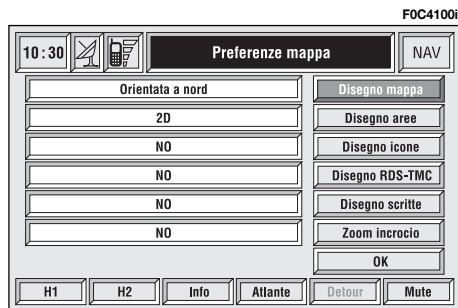 F0C4100i
10:30 Preferenze mappa NAV
Orientata a nord Disegno mappa
2D Disegno aree
NO Disegno icone
NO Disegno RDS-TMC
NO Disegno scritte
NO Zoom incrocio
OK
H1 H2 Info Atlante Detour Mute